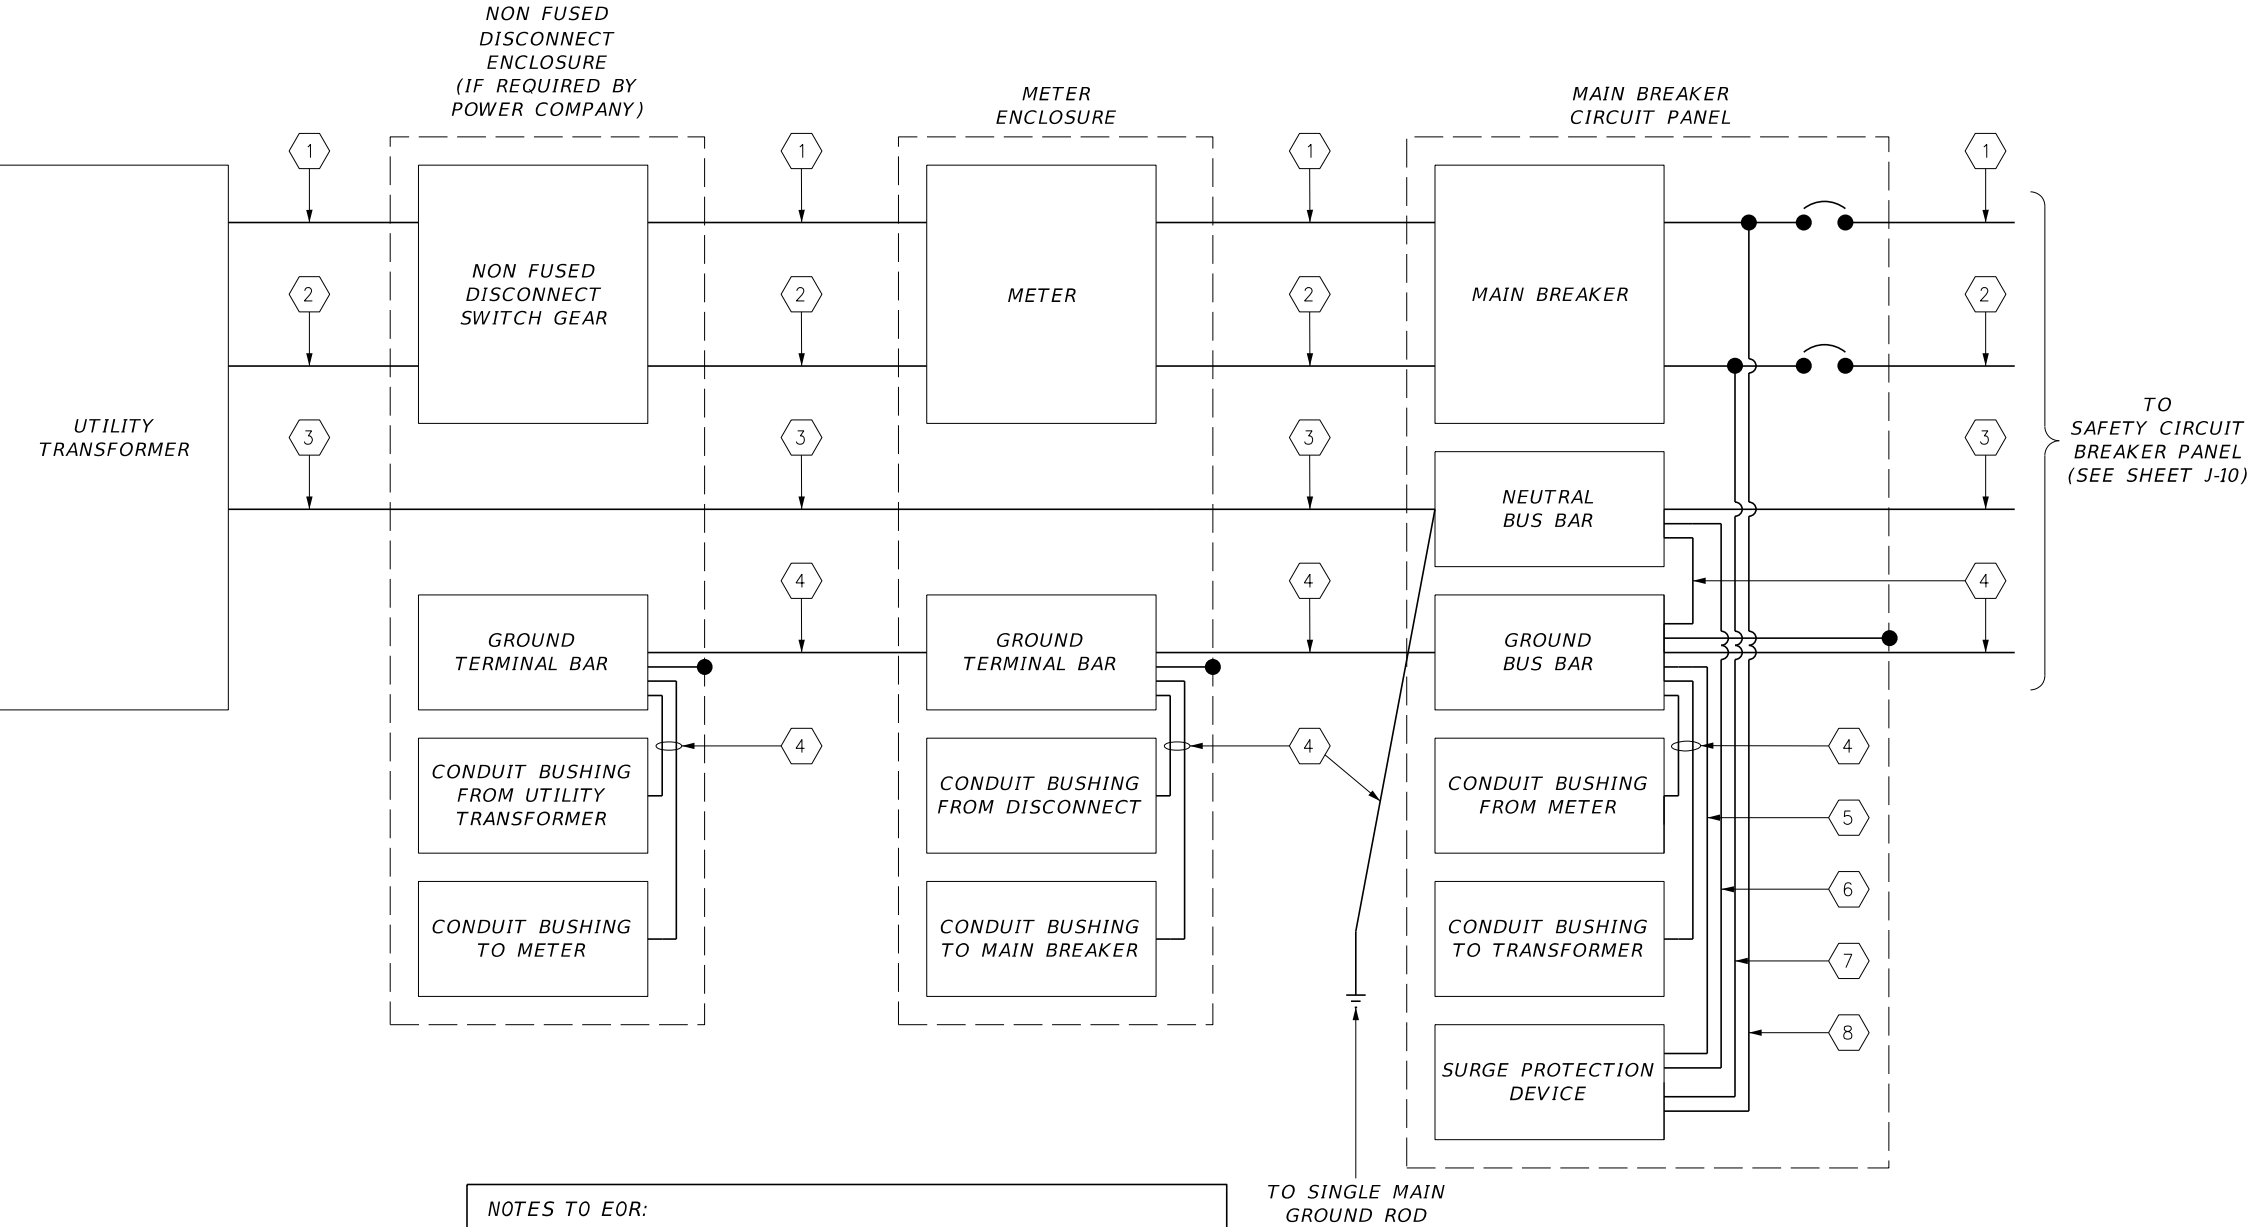 NON FUSED
DISCONNECT
ENCLOSURE
(IF REQUIRED BY
POWER COMPANY)
METER
ENCLOSURE
MAIN BREAKER
CIRCUIT PANEL
1
1
1
1
NON FUSED
DISCONNECT
SWITCH GEAR
METER
MAIN BREAKER
2
2
2
2
UTILITY
TRANSFORMER
3
3
3
3
TO
SAFETY CIRCUIT
BREAKER PANEL
(SEE SHEET J-10)
NEUTRAL
BUS BAR
4
4
4
GROUND
TERMINAL BAR
GROUND
TERMINAL BAR
GROUND
BUS BAR
4
4
4
CONDUIT BUSHING
FROM UTILITY
TRANSFORMER
CONDUIT BUSHING
FROM DISCONNECT
CONDUIT BUSHING
FROM METER
5
6
CONDUIT BUSHING
TO METER
CONDUIT BUSHING
TO MAIN BREAKER
CONDUIT BUSHING
TO TRANSFORMER
7
8
SURGE PROTECTION
DEVICE
TO SINGLE MAIN
GROUND ROD
NOTES TO EOR: